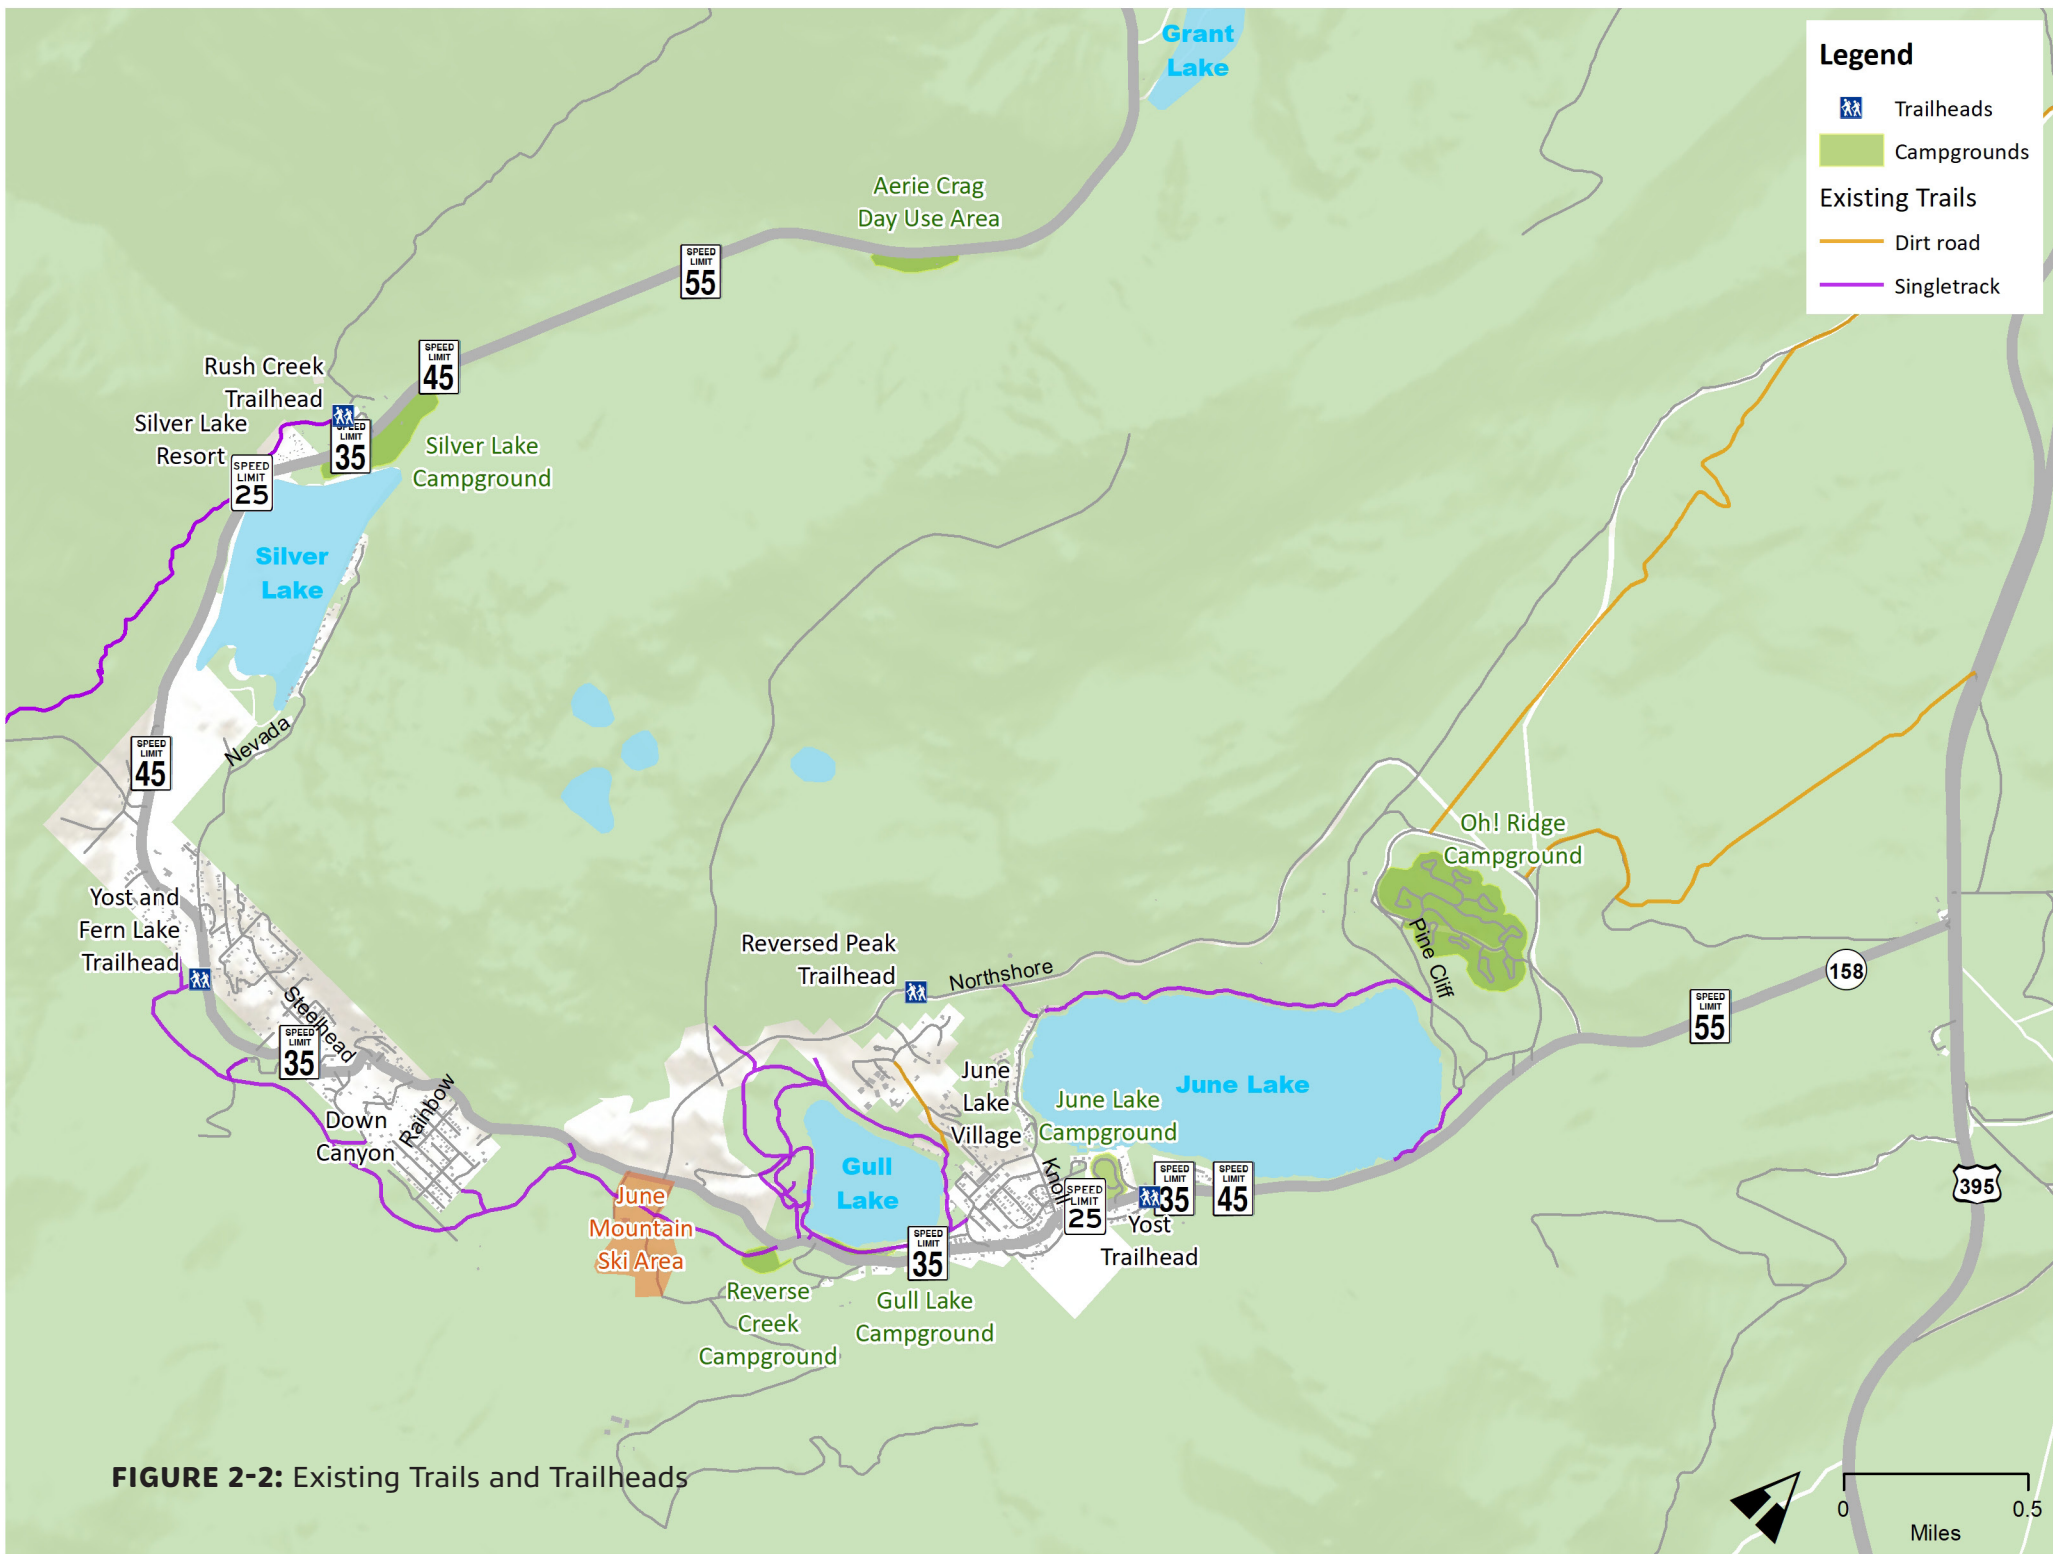 Grant
Lake
Legend
Trailheads
Campgrounds
Existing Trails
Dirt road
Singletrack
Aerie Crag
Day Use Area
SPEED
LIMIT
55
SPEED
LIMIT
45
Rush Creek
Trailhead
Silver Lake
Resort
SPEED
LIMIT
35
SPEED
LIMIT
25
Silver Lake
Campground
Silver
Lake
Nevada
SPEED
LIMIT
45
Oh! Ridge
Campground
Pine Cliff
Yost and
Fern Lake
Trailhead
Reversed Peak
Trailhead
Northshore
158
SPEED
LIMIT
55
Steelhead
SPEED
LIMIT
35
Rainbow
Down
Canyon
June
Lake
Village
June Lake
Campground
June Lake
Knoll
SPEED
LIMIT
25
SPEED
LIMIT
35
SPEED
LIMIT
45
Yost
Trailhead
395
Gull
Lake
June
Mountain
Ski Area
SPEED
LIMIT
35
Reverse
Creek
Campground
Gull Lake
Campground
FIGURE 2-2: Existing Trails and Trailheads
0 0.5
Miles